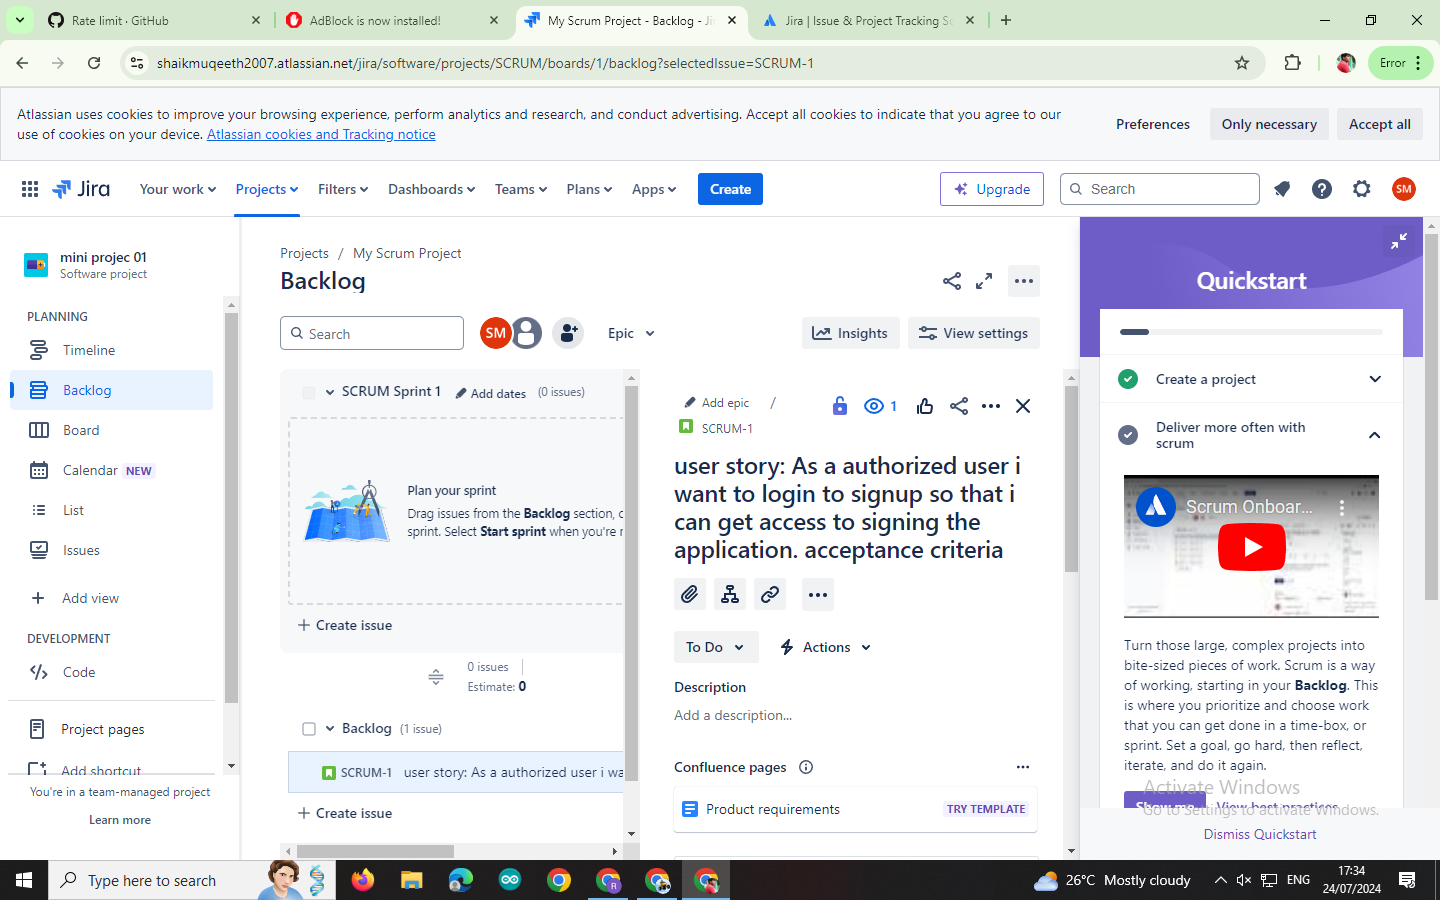 Rate limit · GitHub
AdBlock is now installed!
My Scrum Project - Backlog - Ji
Jira | Issue & Project Tracking So
shaikmuqeeth2007.atlassian.net/jira/software/projects/SCRUM/boards/1/backlog?selectedIssue=SCRUM-1
Error
Atlassian uses cookies to improve your browsing experience, perform analytics and research, and conduct advertising. Accept all cookies to indicate that you agree to our
use of cookies on your device. Atlassian cookies and Tracking notice
Preferences
Only necessary
Accept all
Jira
Your work
Projects
Filters
Dashboards
Teams
Plans
Apps
Create
Upgrade
Search
SM
mini projec 01
Software project
PLANNING
Timeline
Backlog
Board
Calendar NEW
List
Issues
Add view
DEVELOPMENT
Code
Project pages
Add shortcut
You're in a team-managed project
Learn more
Projects / My Scrum Project
Backlog
Search
SM
Epic
Insights
View settings
SCRUM Sprint 1
Add dates
(0 issues)
Plan your sprint
Drag issues from the Backlog section, o
sprint. Select Start sprint when you're r
Create issue
0 issues
Estimate: 0
Backlog (1 issue)
SCRUM-1 user story: As a authorized user i wa
Create issue
Add epic /
SCRUM-1
1
user story: As a authorized user i
want to login to signup so that i
can get access to signing the
application. acceptance criteria
To Do
Actions
Description
Add a description...
Confluence pages
Product requirements
TRY TEMPLATE
Quickstart
Create a project
Deliver more often with
scrum
Scrum Onboar...
Turn those large, complex projects into
bite-sized pieces of work. Scrum is a way
of working, starting in your Backlog. This
is where you prioritize and choose work
that you can get done in a time-box, or
sprint. Set a goal, go hard, then reflect,
iterate, and do it again.
Show me
View best practices
Activate Windows
Go to Settings to activate Windows.
Dismiss Quickstart
Type here to search
26°C Mostly cloudy
ENG
17:34
24/07/2024